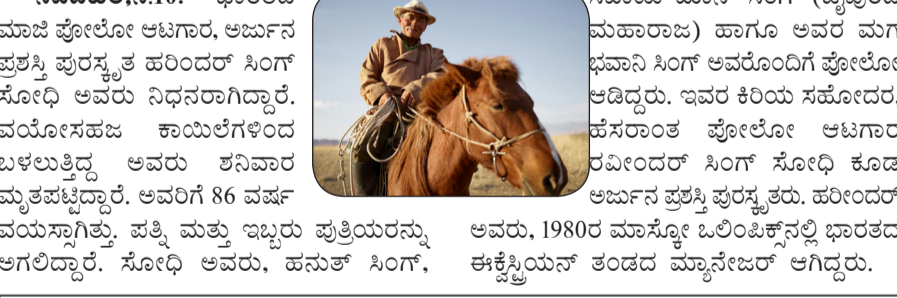 ಮಾಜಿ ಪೋಲೋ ಆಟಗಾರ, ಅರ್ಜುನ
ಪ್ರಶಸ್ತಿ ಪುರಸ್ಕೃತ ಹರಿಂದರ್ ಸಿಂಗ್
ಸೋಧಿ ಅವರು ನಿಧನರಾಗಿದ್ದಾರೆ.
ವಯೋಸಹಜ ಕಾಯಿಲೆಗಳಿಂದ
ಬಳಲುತ್ತಿದ್ದ ಅವರು ಶನಿವಾರ
ಮೃತಪಟ್ಟಿದ್ದಾರೆ. ಅವರಿಗೆ 86 ವರ್ಷ
ವಯಸ್ಸಾಗಿತ್ತು. ಪತ್ನಿ ಮತ್ತು ಇಬ್ಬರು ಪುತ್ರಿಯರನ್ನು
ಅಗಲಿದ್ದಾರೆ. ಸೋಧಿ ಅವರು, ಹನುತ್ ಸಿಂಗ್,
ಮಹಾರಾಜ) ಹಾಗೂ ಅವರ ಮಗ
ಭವಾನಿ ಸಿಂಗ್ ಅವರೊಂದಿಗೆ ಪೋಲೋ
ಆಡಿದ್ದರು. ಇವರ ಕಿರಿಯ ಸಹೋದರ,
ಹೆಸರಾಂತ ಪೋಲೋ ಆಟಗಾರ
ರವೀಂದರ್ ಸಿಂಗ್ ಸೋಧಿ ಕೂಡ
ಅರ್ಜುನ ಪ್ರಶಸ್ತಿ ಪುರಸ್ಕೃತರು. ಹರೀಂದರ್
ಅವರು, 1980ರ ಮಾಸ್ಕೋ ಒಲಿಂಪಿಕ್ಸ್‌ನಲ್ಲಿ ಭಾರತದ
ಈಕ್ವೆಸ್ಟ್ರಿಯನ್ ತಂಡದ ಮ್ಯಾನೇಜರ್ ಆಗಿದ್ದರು.